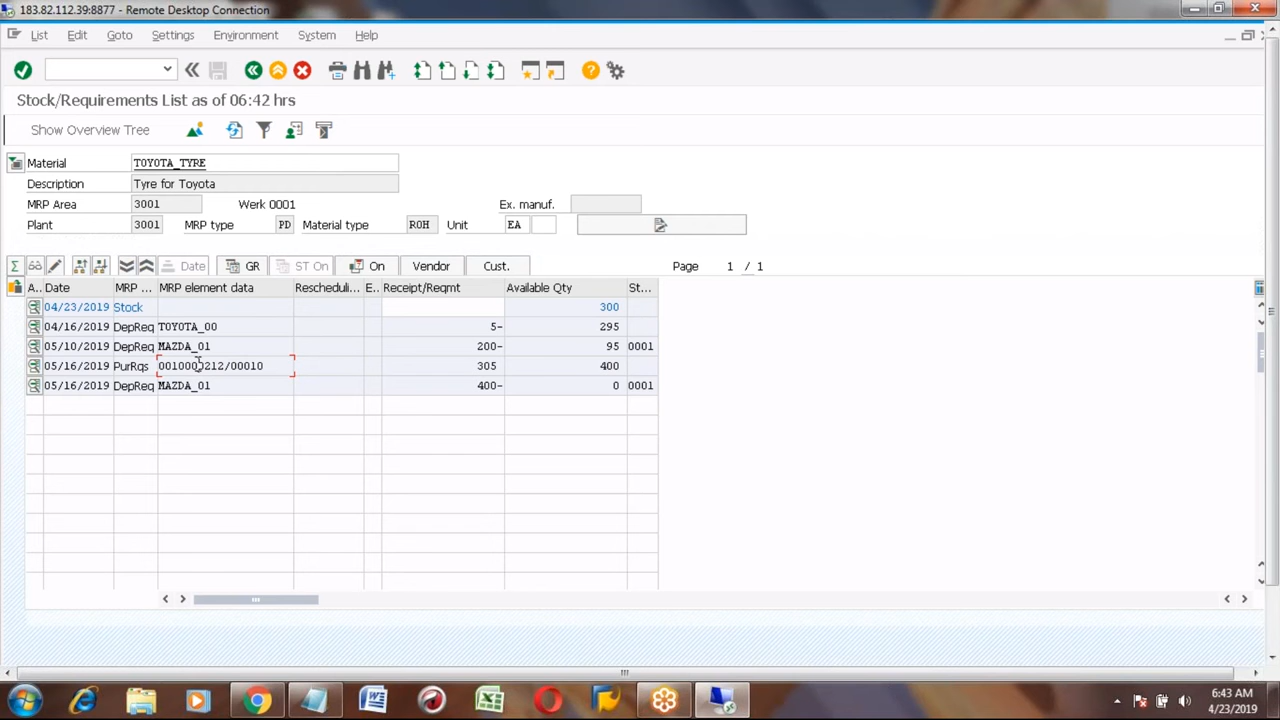 183.82.112.39:8877 - Remote Desktop Connection
List Edit Goto Settings Environment System Help
Stock/Requirements List as of 06:42 hrs
Show Overview Tree
Material TOYOTA_TYRE
Description Tyre for Toyota
MRP Area 3001 Werk 0001 Ex. manuf.
Plant 3001 MRP type PD Material type ROH Unit EA
Date GR ST On On Vendor Cust. Page 1 / 1
A.. Date MRP ... MRP element data Rescheduli... E.. Receipt/Reqmt Available Qty St...
04/23/2019 Stock 300
04/16/2019 DepReq TOYOTA_00 5- 295
05/10/2019 DepReq MAZDA_01 200- 95 0001
05/16/2019 PurRqs 0010000212/00010 305 400
05/16/2019 DepReq MAZDA_01 400- 0 0001
6:43 AM
4/23/2019